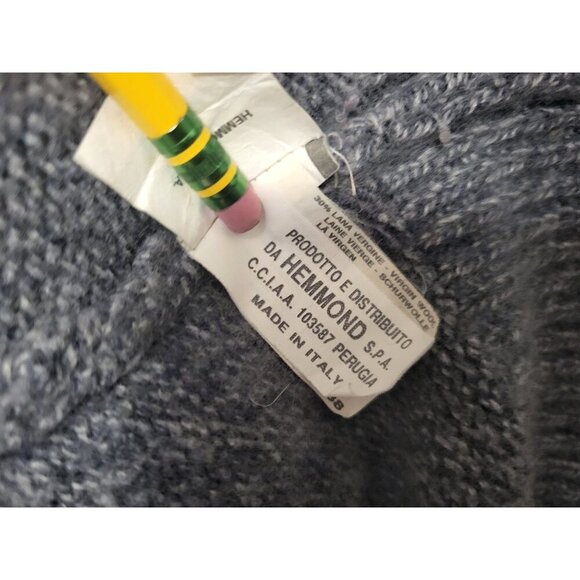 HEMM
30% LANA VERGINE - VIRGIN WOOL
LAINE VIERGE - SCHURWOLLE
LA VIRGEN
PRODOTTO E DISTRIBUITO
DA HEMMOND S.P.A.
C.C.I.A.A. 103587 PERUGIA
MADE IN ITALY